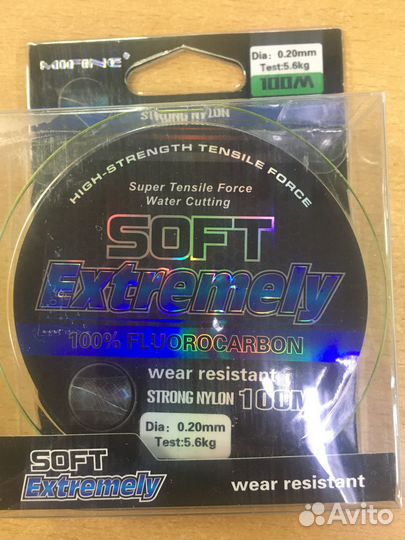 Dia: 0.20mm
Test:5.6kg
100M
STRONG NYLON
HIGH-STRENGTH TENSILE FORCE
Super Tensile Force
Water Cutting
SOFT
Extremely
100% FLUOROCARBON
wear resistant
STRONG NYLON 100M
Dia: 0.20mm
Test:5.6kg
SOFT
Extremely
wear resistant
Avito